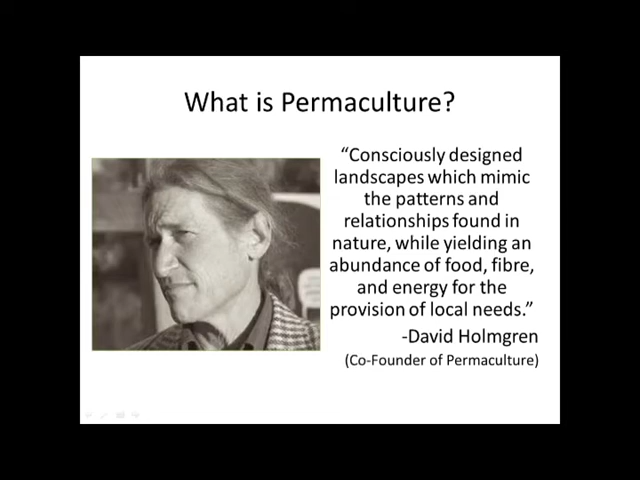 What is Permaculture?
“Consciously designed
landscapes which mimic
the patterns and
relationships found in
nature, while yielding an
abundance of food, fibre,
and energy for the
provision of local needs.”
-David Holmgren
(Co-Founder of Permaculture)